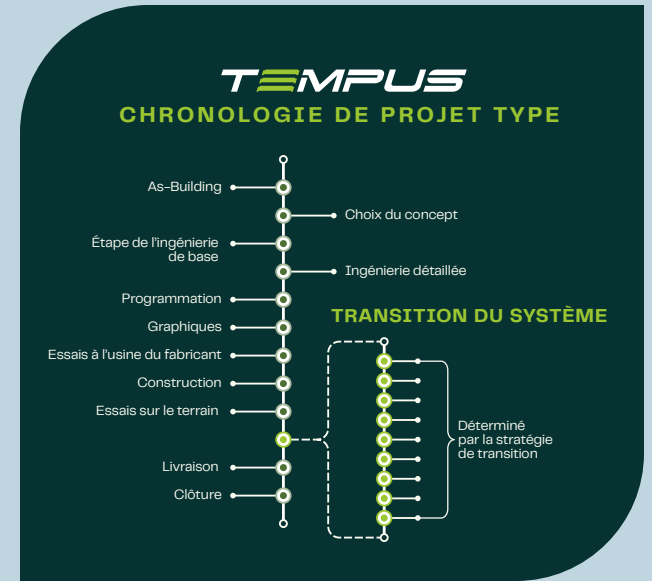 TEMPUS
CHRONOLOGIE DE PROJET TYPE
As-Building
Choix du concept
Étape de l'ingénierie
de base
Ingénierie détaillée
Programmation
Graphiques
Essais à l'usine du fabricant
Construction
Essais sur le terrain
Livraison
Clôture
TRANSITION DU SYSTÈME
Déterminé
par la stratégie
de transition